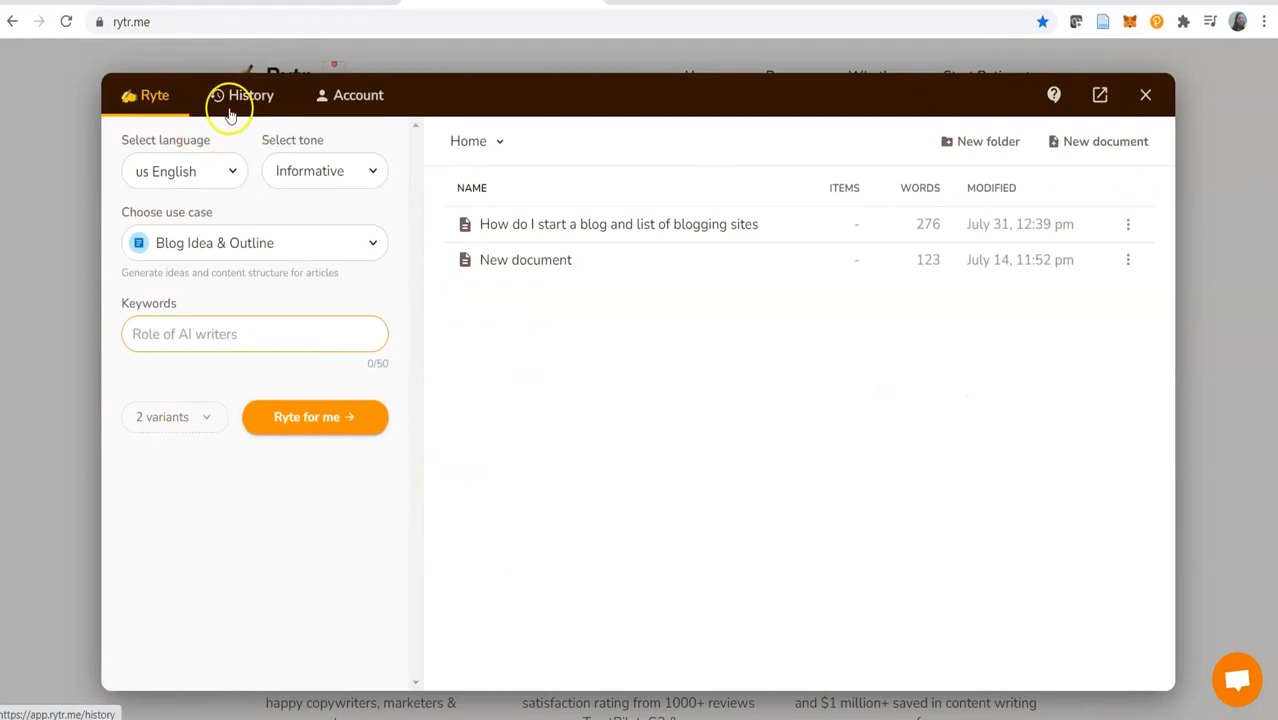 rytr.me
Ryte
History
Account
Select language
Select tone
us English
Informative
Choose use case
Blog Idea & Outline
Generate ideas and content structure for articles
Keywords
Role of AI writers
0/50
2 variants
Ryte for me →
Home
New folder
New document
NAME ITEMS WORDS MODIFIED
How do I start a blog and list of blogging sites - 276 July 31, 12:39 pm
New document - 123 July 14, 11:52 pm
happy copywriters, marketers &
satisfaction rating from 1000+ reviews
and $1 million+ saved in content writing
https://app.rytr.me/history